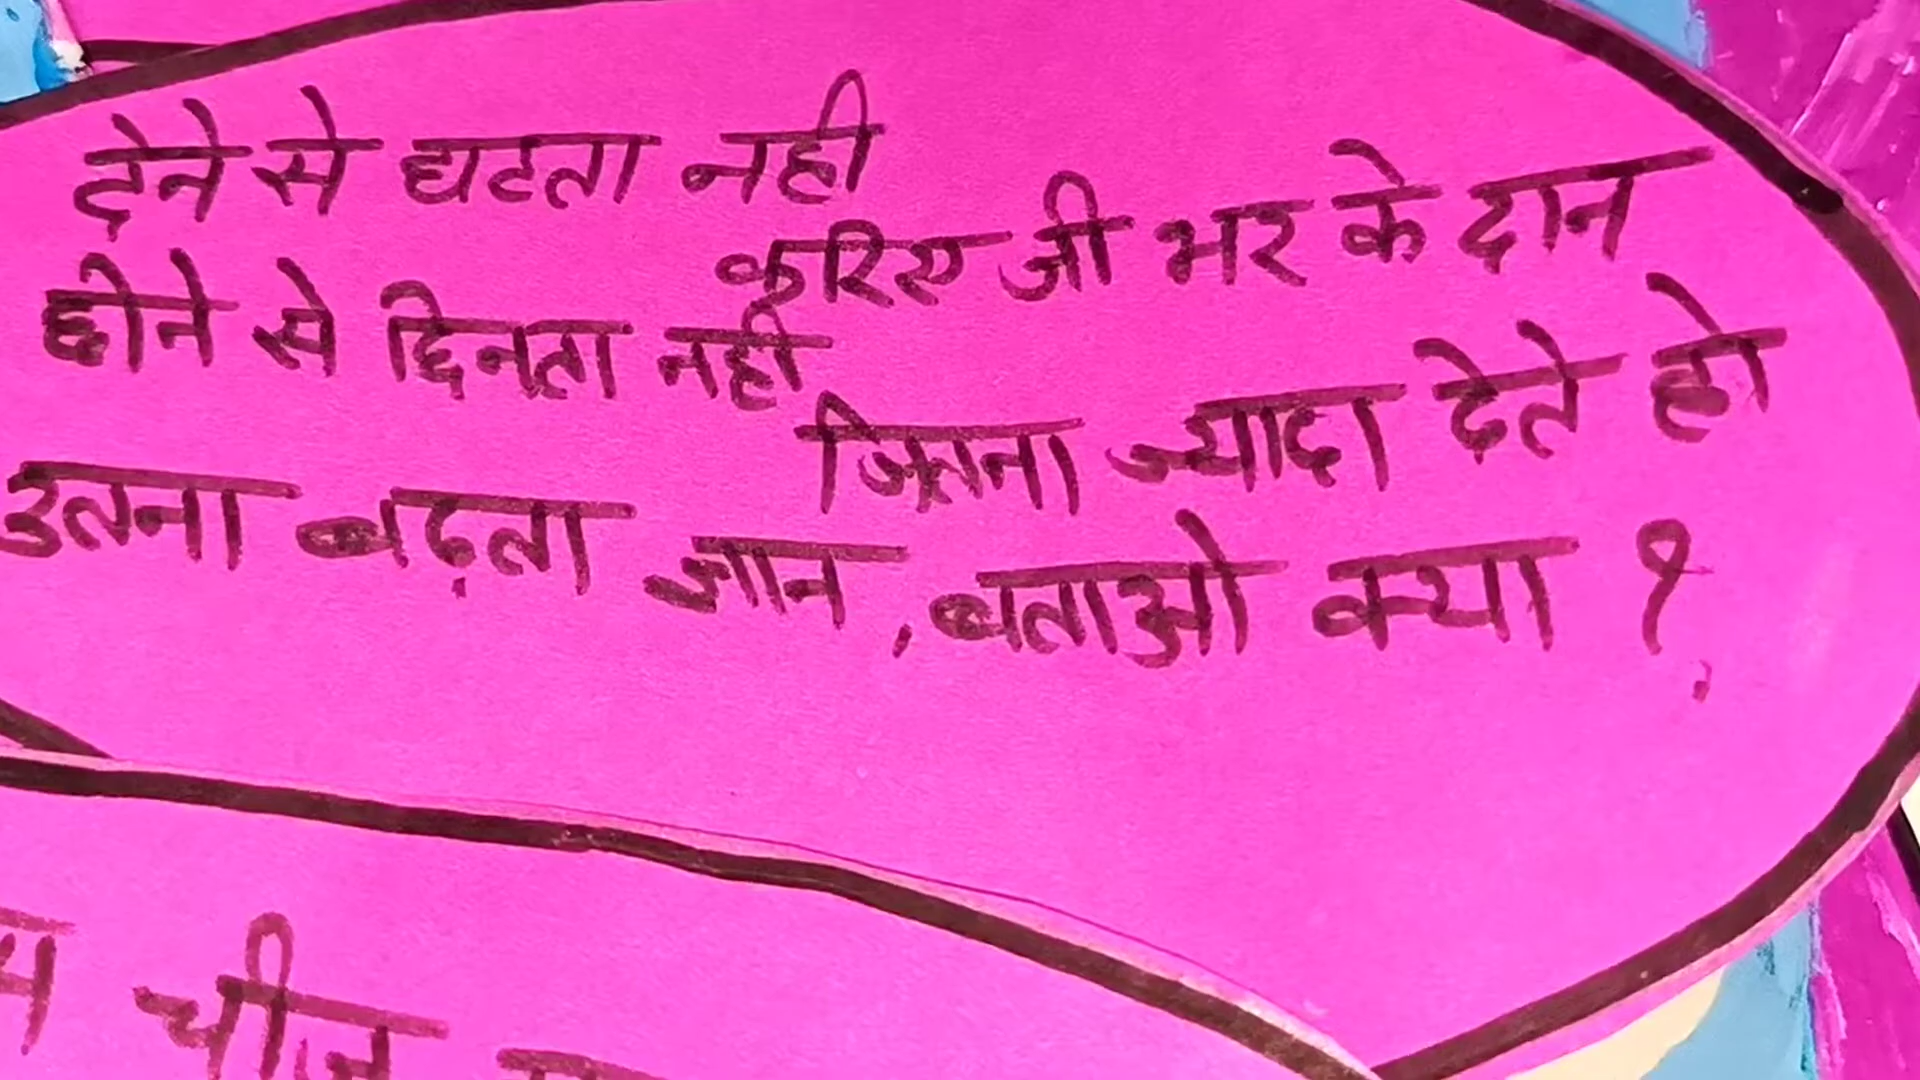 देने से घटता नही
करिए जी भर के दान
छीने से छिनता नही
जितना ज्यादा देते हो
उतना बढ़ता ज्ञान , बताओ क्या ?
चीज